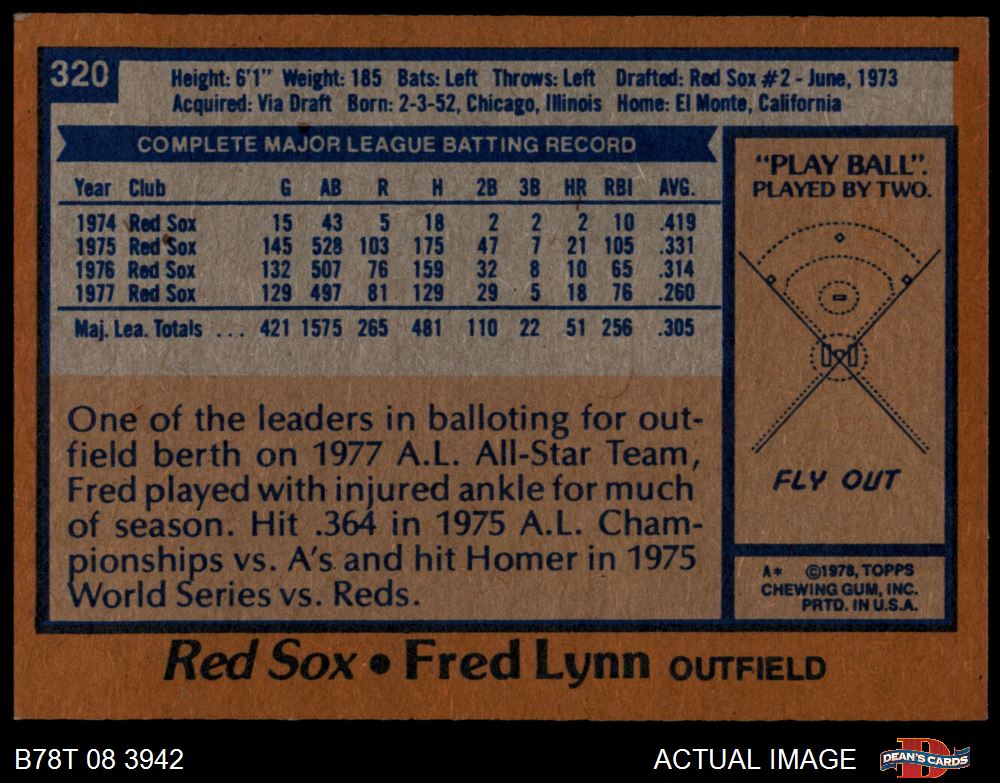 320
Height: 6'1" Weight: 185 Bats: Left Throws: Left Drafted: Red Sox #2 - June, 1973
Acquired: Via Draft Born: 2-3-52, Chicago, Illinois Home: El Monte, California
COMPLETE MAJOR LEAGUE BATTING RECORD
Year Club G AB R H 2B 3B HR RBI AVG.
1974 Red Sox 15 43 5 18 2 2 2 10 .419
1975 Red Sox 145 528 103 175 47 7 21 105 .331
1976 Red Sox 132 507 76 159 32 8 10 65 .314
1977 Red Sox 129 497 81 129 29 5 18 76 .260
Maj. Lea. Totals ... 421 1575 265 481 110 22 51 256 .305
One of the leaders in balloting for out-
field berth on 1977 A.L. All-Star Team,
Fred played with injured ankle for much
of season. Hit .364 in 1975 A.L. Cham-
pionships vs. A's and hit Homer in 1975
World Series vs. Reds.
"PLAY BALL".
PLAYED BY TWO.
FLY OUT
A* ©1978, TOPPS
CHEWING GUM, INC.
PRTD. IN U.S.A.
Red Sox • Fred Lynn OUTFIELD
B78T 08 3942
ACTUAL IMAGE
DEAN'S CARDS